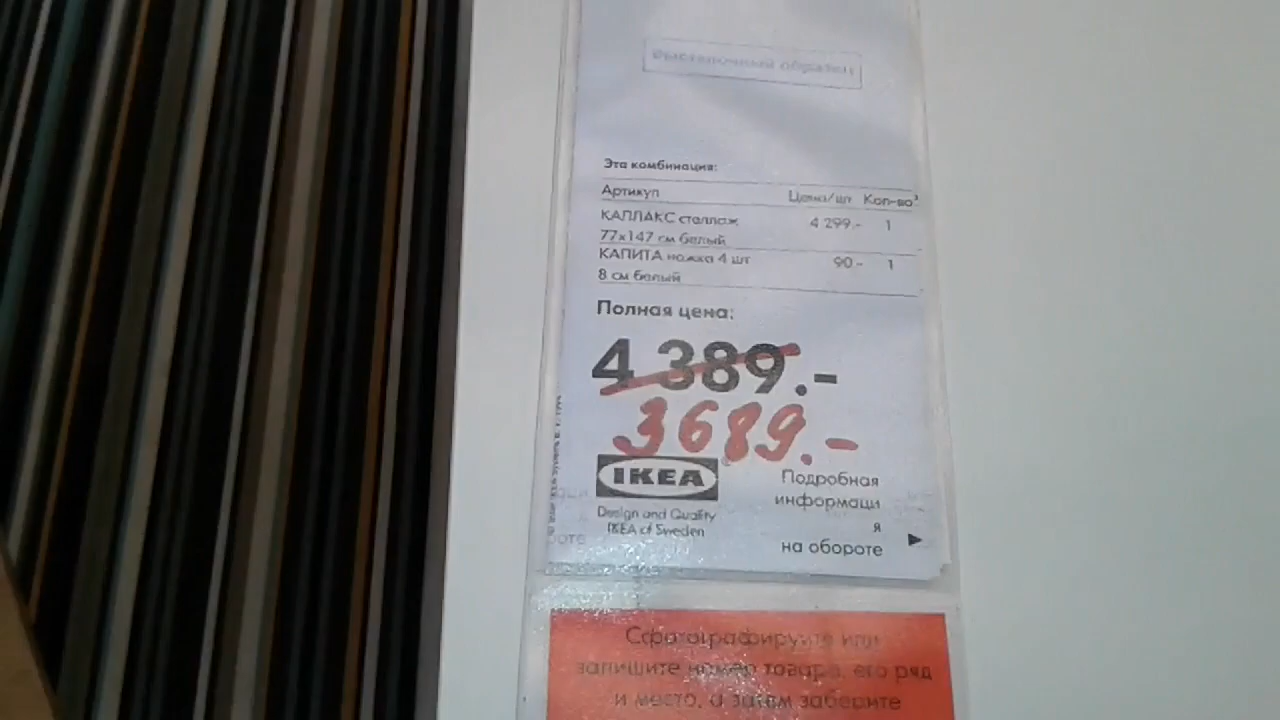 Выставочный образец
Эта комбинация:
Артикул Цена/шт Кол-во
КАЛЛАКС стеллаж 4 299.- 1
77x147 см белый
КАПИТА ножка 4 шт 90.- 1
8 см белый
Полная цена:
4 389.-
3689.-
IKEA
Design and Quality
IKEA of Sweden
Подробная
информаци
я
на обороте
Сфотографируйте или
запишите номер товара, его ряд
и место, а затем заберите